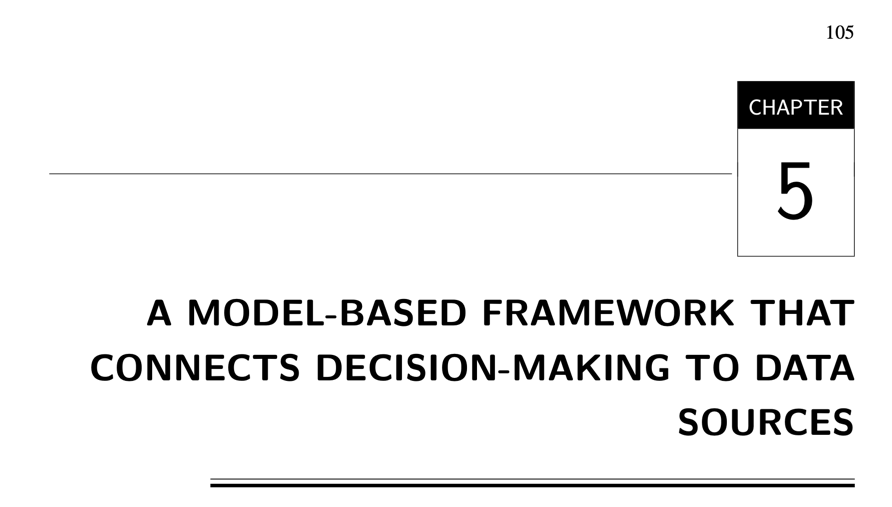 105
CHAPTER
5
A MODEL-BASED FRAMEWORK THAT
CONNECTS DECISION-MAKING TO DATA
SOURCES